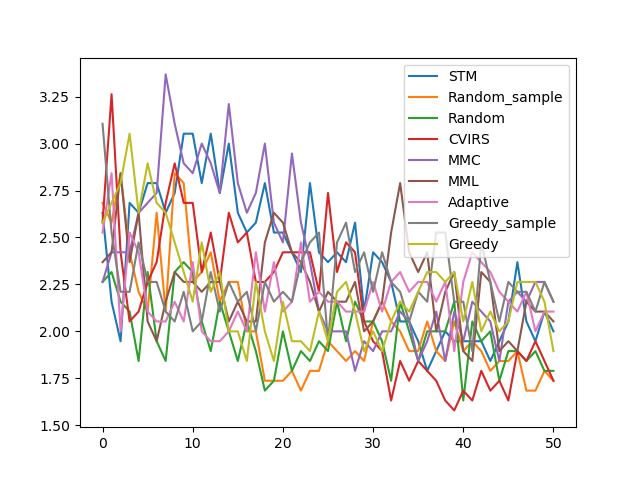 3.25
3.00
2.75
2.50
2.25
2.00
1.75
1.50
0
10
20
30
40
50
STM
Random_sample
Random
CVIRS
MMC
MML
Adaptive
Greedy_sample
Greedy